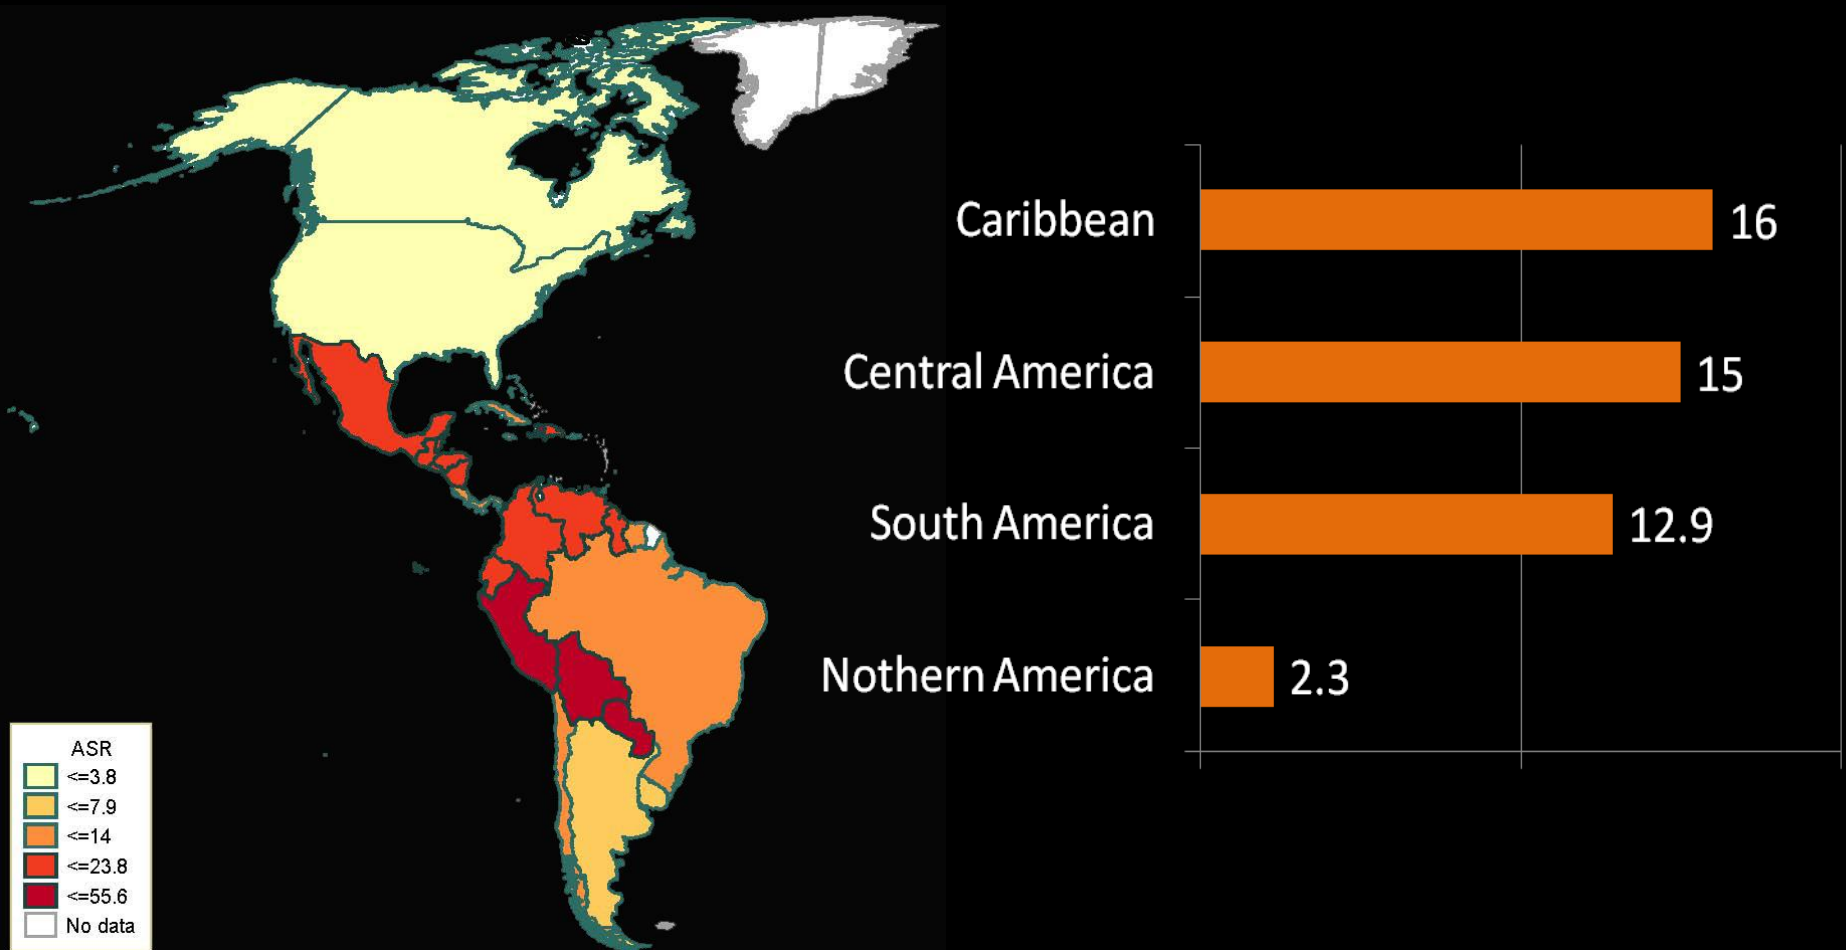 Caribbean 16
Central America 15
South America 12.9
Nothern America 2.3
ASR
<=3.8
<=7.9
<=14
<=23.8
<=55.6
No data